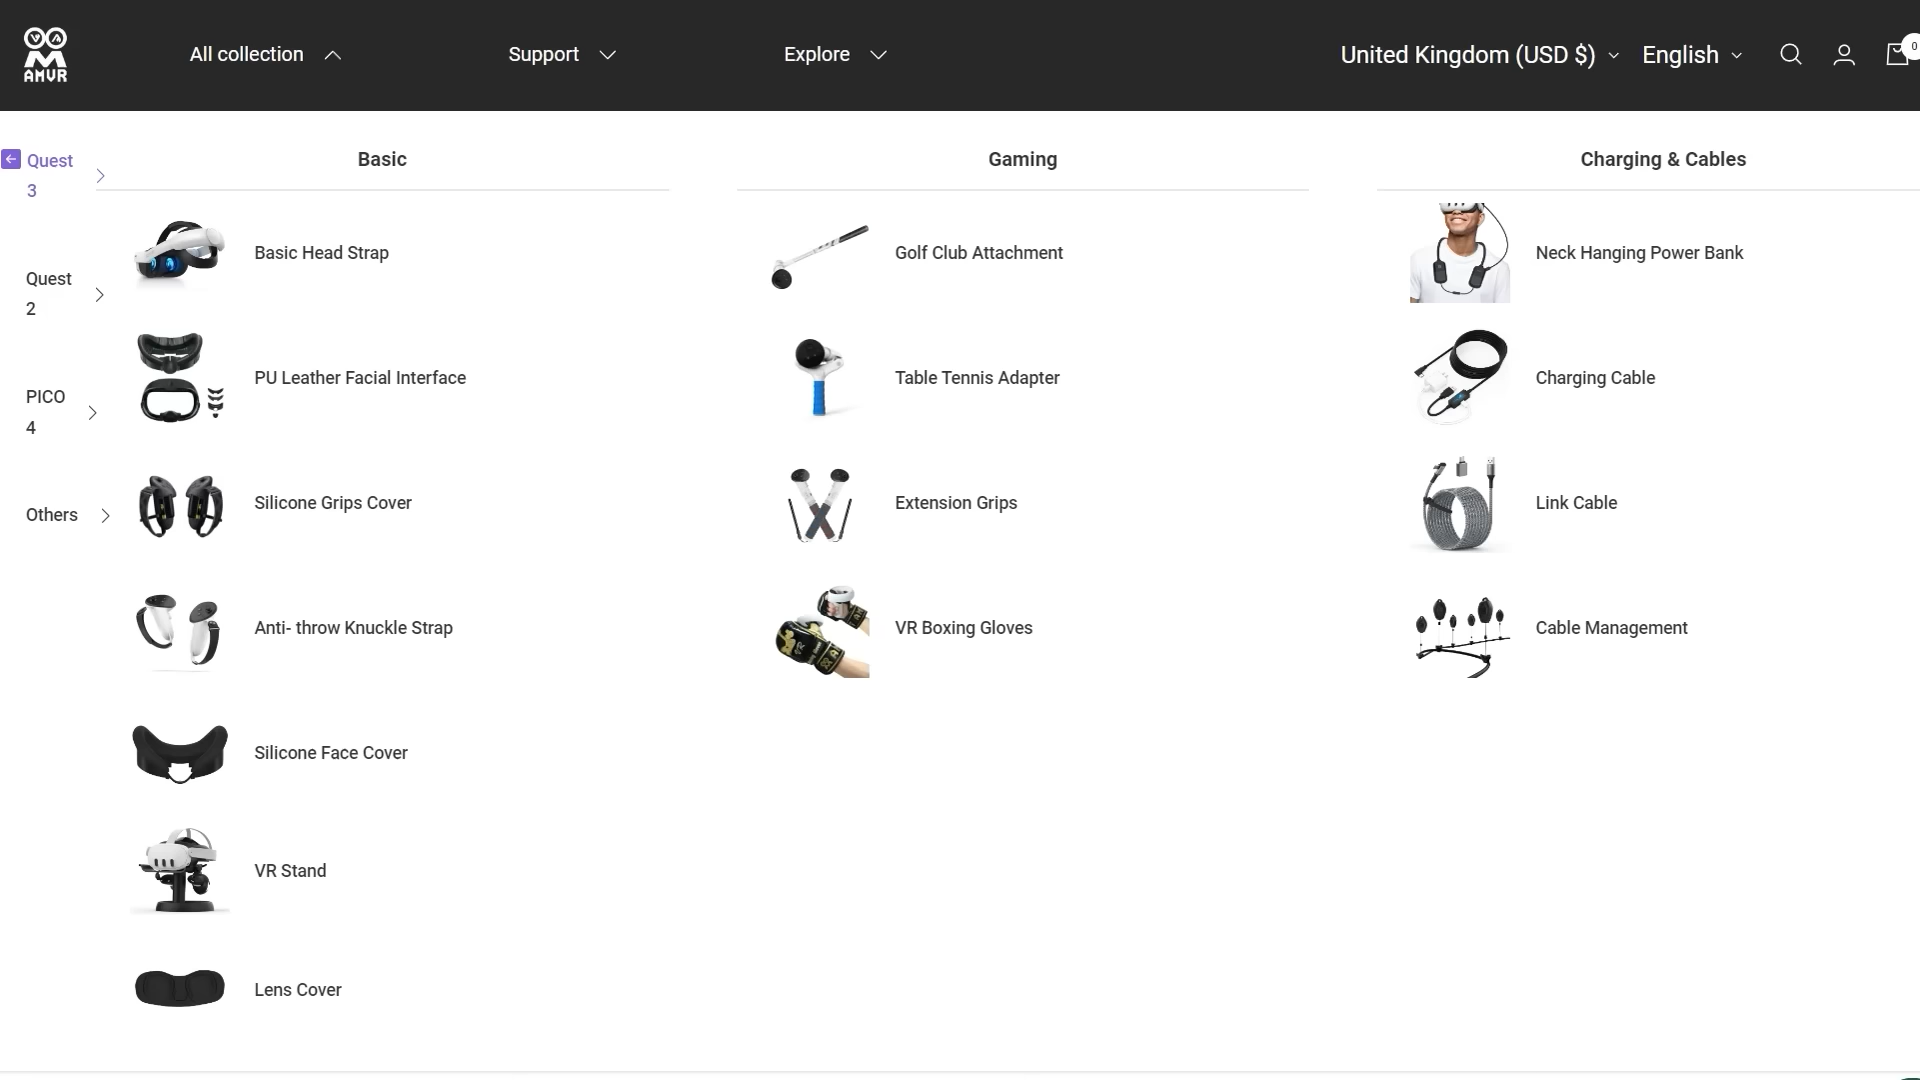 AMVR
All collection
Support
Explore
United Kingdom (USD $)
English
0
Quest
3
Quest
2
PICO
4
Others
Basic
Basic Head Strap
PU Leather Facial Interface
Silicone Grips Cover
Anti- throw Knuckle Strap
Silicone Face Cover
VR Stand
Lens Cover
Gaming
Golf Club Attachment
Table Tennis Adapter
Extension Grips
VR Boxing Gloves
Charging & Cables
Neck Hanging Power Bank
Charging Cable
Link Cable
Cable Management